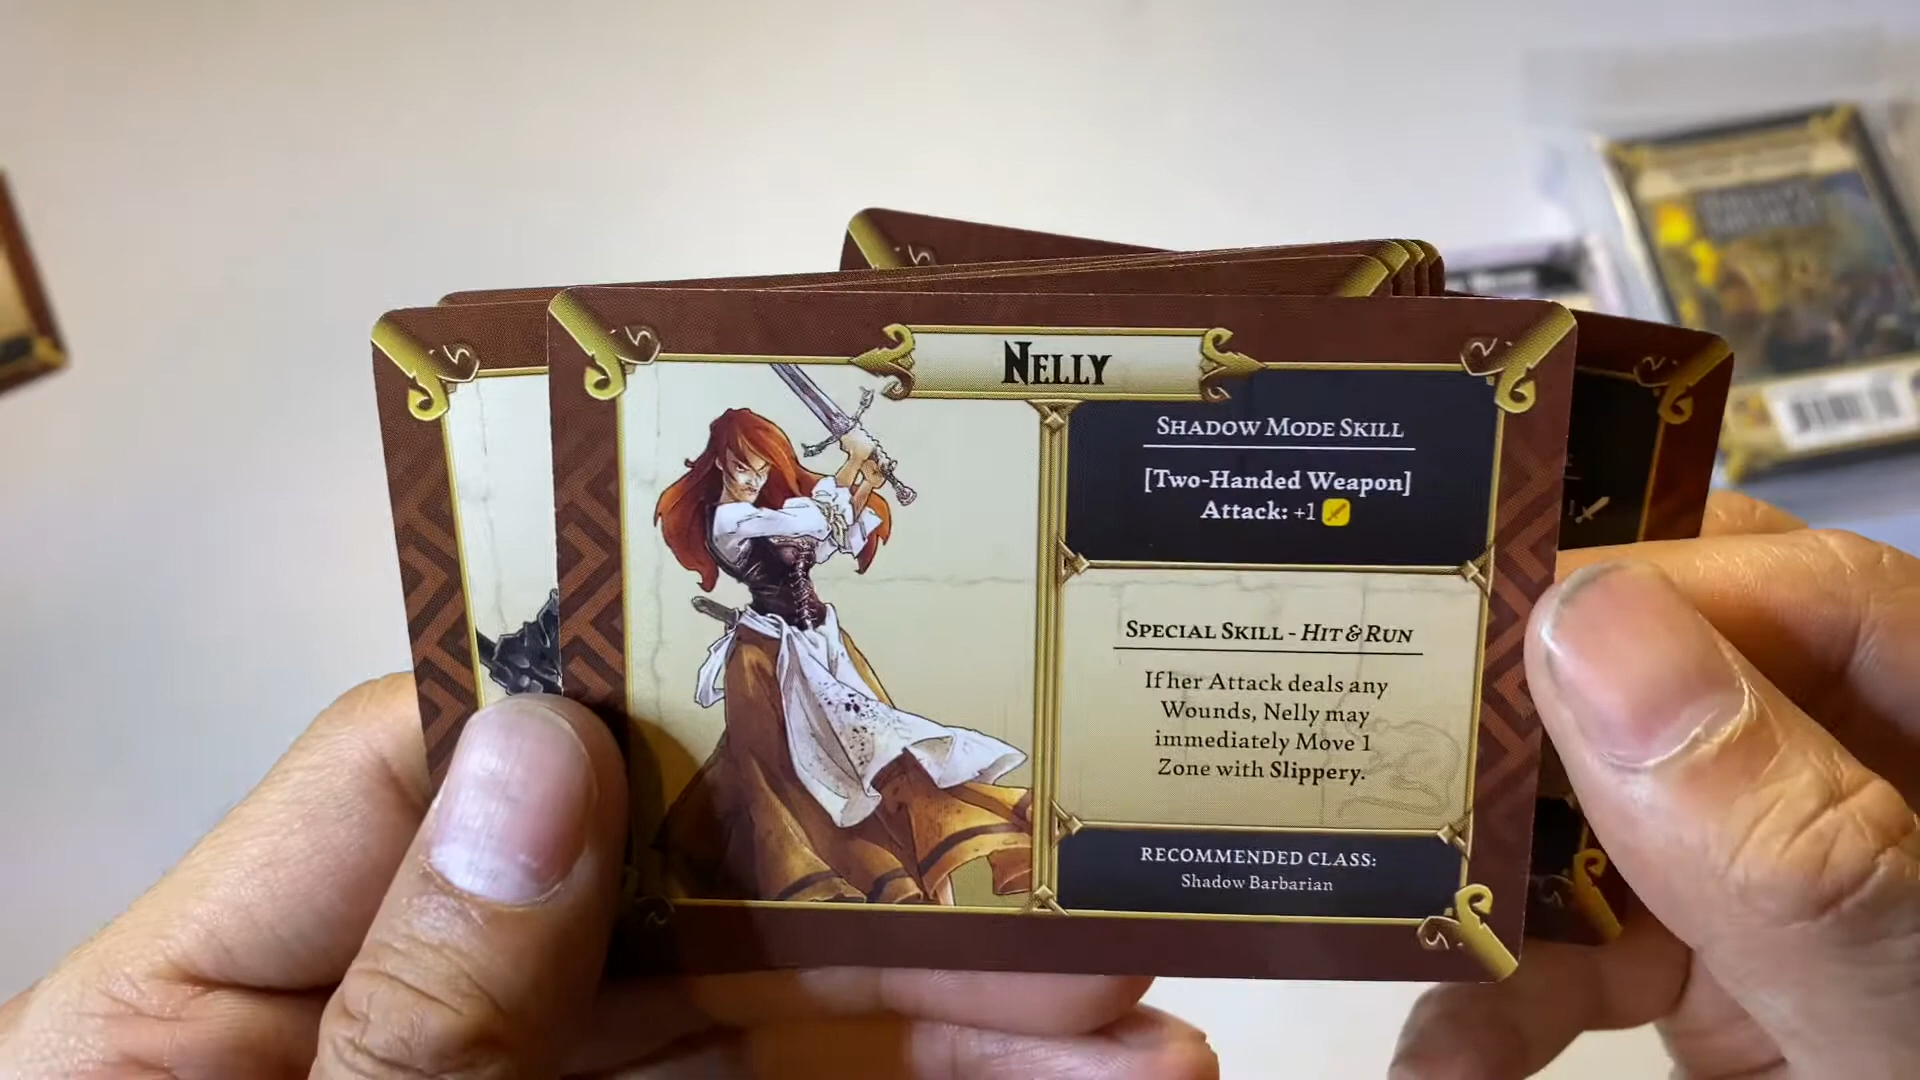 NELLY
SHADOW MODE SKILL
[Two-Handed Weapon]
Attack: +1
SPECIAL SKILL - HIT & RUN
If her Attack deals any
Wounds, Nelly may
immediately Move 1
Zone with Slippery.
RECOMMENDED CLASS:
Shadow Barbarian